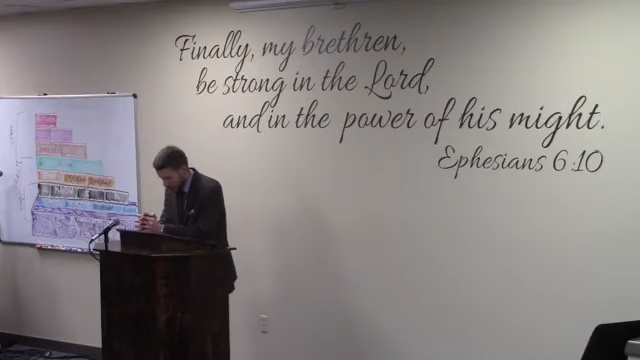 Finally, my brethren,
be strong in the Lord,
and in the power of his might.
Ephesians 6:10